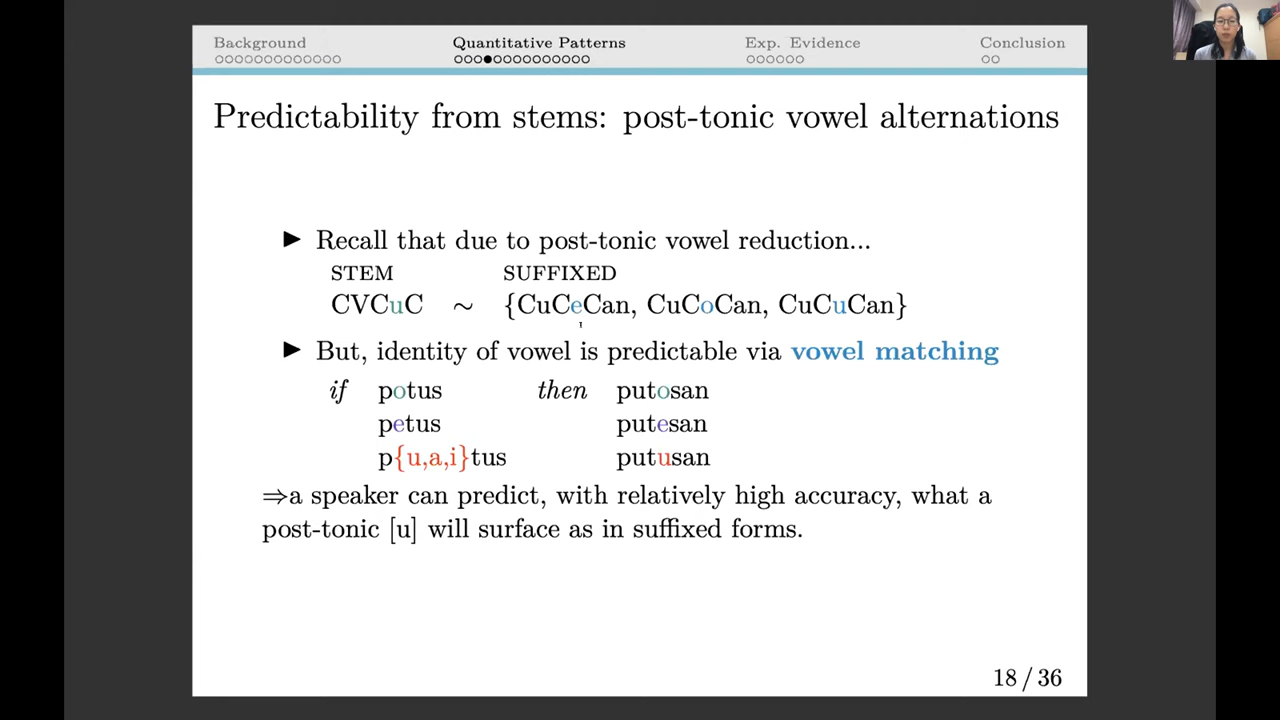 Background Quantitative Patterns Exp. Evidence Conclusion
Predictability from stems: post-tonic vowel alternations
▶ Recall that due to post-tonic vowel reduction...
STEM SUFFIXED
CVCuC ∼ {CuCeCan, CuCoCan, CuCuCan}
▶ But, identity of vowel is predictable via vowel matching
if potus then putosan
petus putesan
p{u,a,i}tus putusan
⇒a speaker can predict, with relatively high accuracy, what a
post-tonic [u] will surface as in suffixed forms.
18 / 36